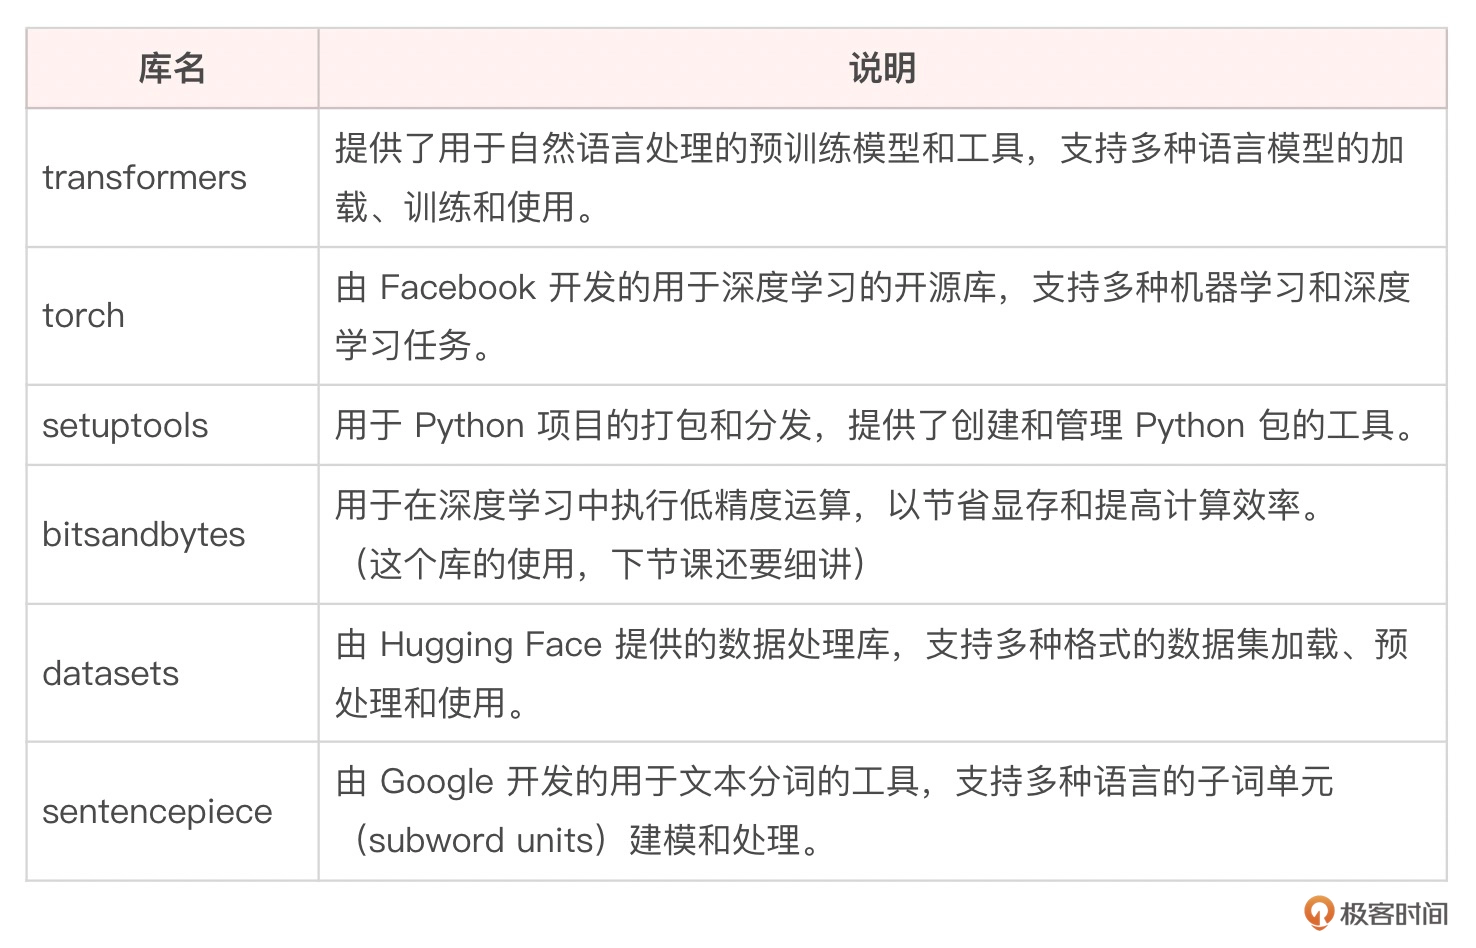 库名
说明
transformers
提供了用于自然语言处理的预训练模型和工具，支持多种语言模型的加
载、训练和使用。
torch
由 Facebook 开发的用于深度学习的开源库，支持多种机器学习和深度
学习任务。
setuptools
用于 Python 项目的打包和分发，提供了创建和管理 Python 包的工具。
bitsandbytes
用于在深度学习中执行低精度运算，以节省显存和提高计算效率。
（这个库的使用，下节课还要细讲）
datasets
由 Hugging Face 提供的数据处理库，支持多种格式的数据集加载、预
处理和使用。
sentencepiece
由 Google 开发的用于文本分词的工具，支持多种语言的子词单元
（subword units）建模和处理。
极客时间